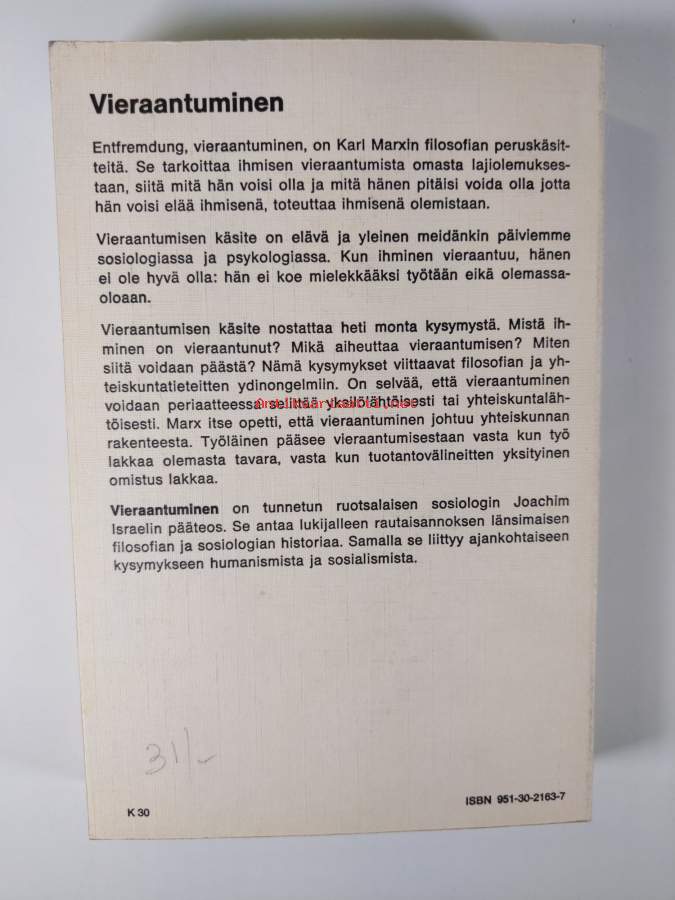 Vieraantuminen
Entfremdung, vieraantuminen, on Karl Marxin filosofian peruskäsit-
teitä. Se tarkoittaa ihmisen vieraantumista omasta lajiolemukses-
taan, siitä mitä hän voisi olla ja mitä hänen pitäisi voida olla jotta
hän voisi elää ihmisenä, toteuttaa ihmisenä olemistaan.
Vieraantumisen käsite on elävä ja yleinen meidänkin päiviemme
sosiologiassa ja psykologiassa. Kun ihminen vieraantuu, hänen
ei ole hyvä olla: hän ei koe mielekkääksi työtään eikä olemassa-
oloaan.
Vieraantumisen käsite nostattaa heti monta kysymystä. Mistä ih-
minen on vieraantunut? Mikä aiheuttaa vieraantumisen? Miten
siitä voidaan päästä? Nämä kysymykset viittaavat filosofian ja yh-
teiskuntatieteitten ydinongelmiin. On selvää, että vieraantuminen
voidaan periaatteessa selittää yksilölähtöisesti tai yhteiskuntaläh-
töisesti. Marx itse opetti, että vieraantuminen johtuu yhteiskunnan
rakenteesta. Työläinen pääsee vieraantumisestaan vasta kun työ
lakkaa olemasta tavara, vasta kun tuotantovälineitten yksityinen
omistus lakkaa.
Vieraantuminen on tunnetun ruotsalaisen sosiologin Joachim
Israelin pääteos. Se antaa lukijalleen rautaisannoksen länsimaisen
filosofian ja sosiologian historiaa. Samalla se liittyy ajankohtaiseen
kysymykseen humanismista ja sosialismista.
31/-
K 30
ISBN 951-30-2163-7